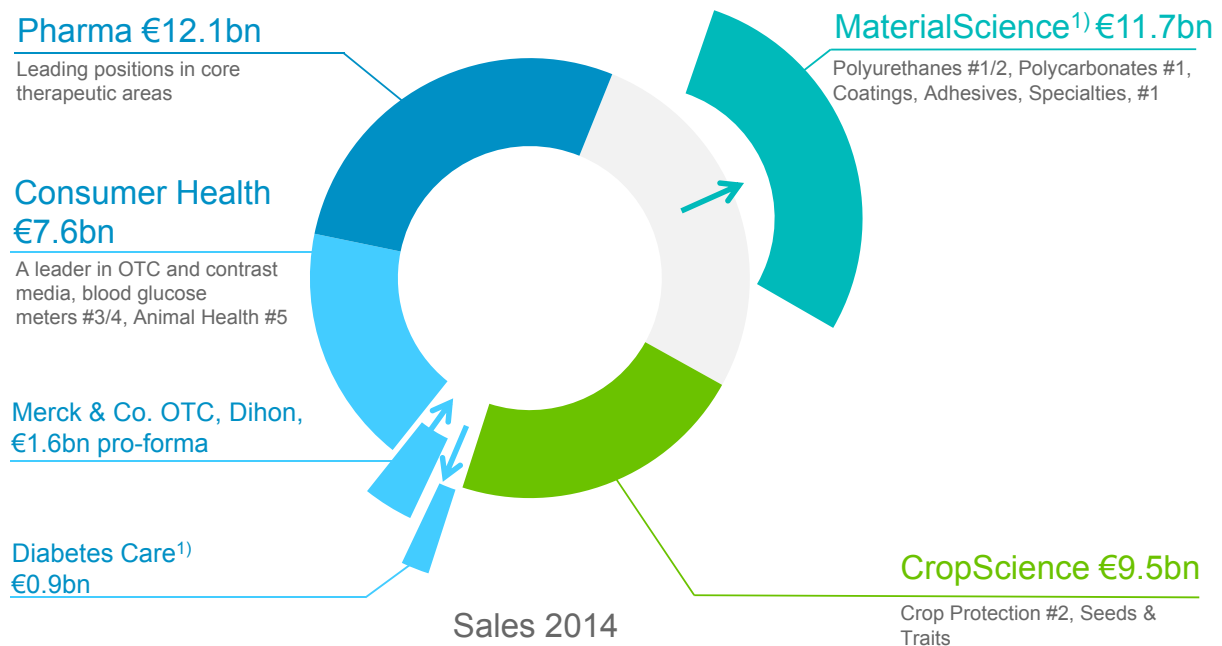 Pharma €12.1bn
Leading positions in core
therapeutic areas
MaterialScience1) €11.7bn
Polyurethanes #1/2, Polycarbonates #1,
Coatings, Adhesives, Specialties, #1
Consumer Health
€7.6bn
A leader in OTC and contrast
media, blood glucose
meters #3/4, Animal Health #5
Merck & Co. OTC, Dihon,
€1.6bn pro-forma
Diabetes Care1)
€0.9bn
CropScience €9.5bn
Crop Protection #2, Seeds &
Traits
Sales 2014